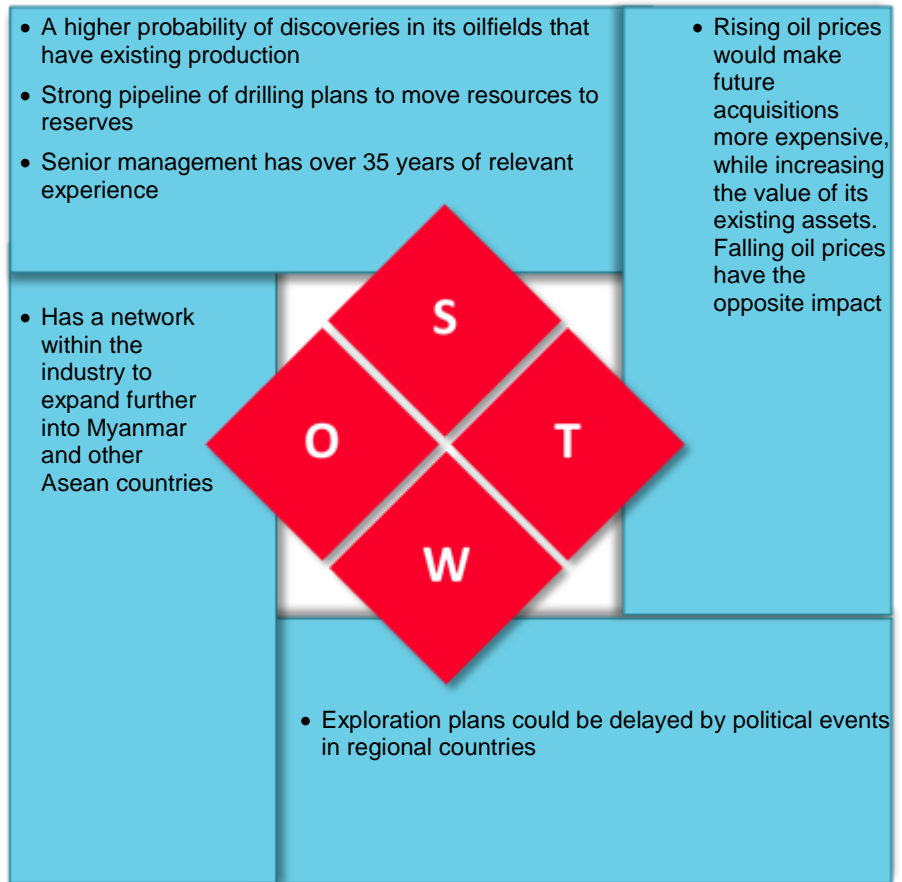 • A higher probability of discoveries in its oilfields that
have existing production
• Strong pipeline of drilling plans to move resources to
reserves
• Senior management has over 35 years of relevant
experience
• Rising oil prices
would make
future
acquisitions
more expensive,
while increasing
the value of its
existing assets.
Falling oil prices
have the
opposite impact
• Has a network
within the
industry to
expand further
into Myanmar
and other
Asean countries
S
O
T
W
• Exploration plans could be delayed by political events
in regional countries